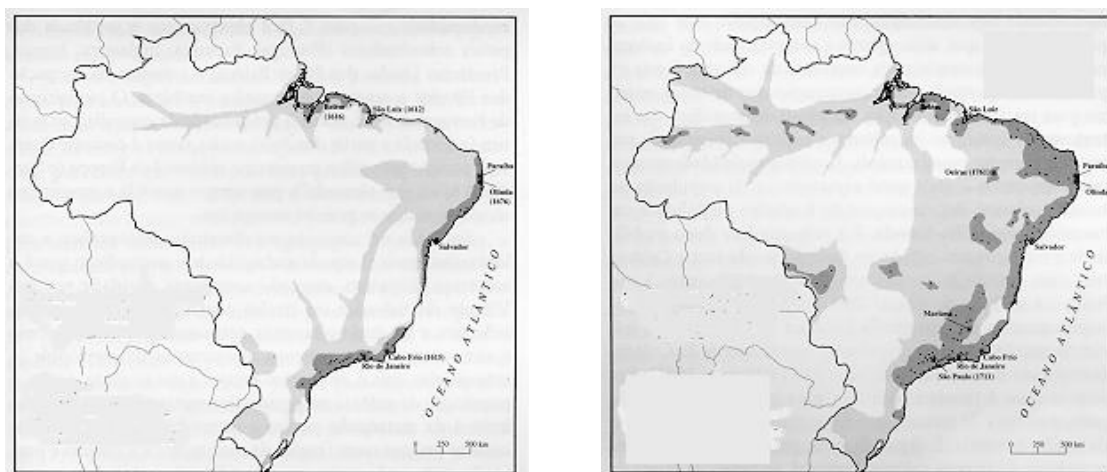 São Luís (1612)
Belém
(1616)
Paraíba
Olinda
(1676)
Salvador
OCEANO ATLÂNTICO
Cabo Frio (1615)
Rio de Janeiro
0 250 500 km
São Luís
Belém
Oeiras (1761)
Paraíba
Olinda
Salvador
OCEANO ATLÂNTICO
Mariana
Cabo Frio
Rio de Janeiro
São Paulo (1711)
0 250 500 km